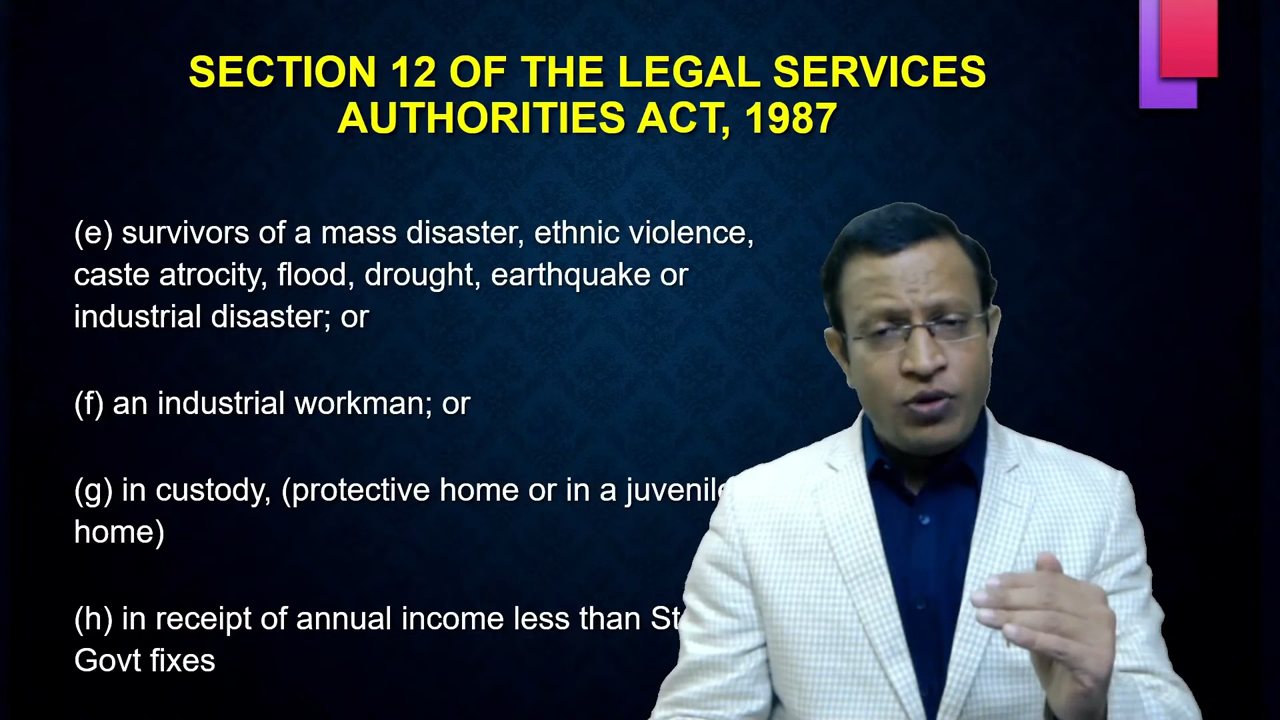 SECTION 12 OF THE LEGAL SERVICES
AUTHORITIES ACT, 1987
(e) survivors of a mass disaster, ethnic violence,
caste atrocity, flood, drought, earthquake or
industrial disaster; or
(f) an industrial workman; or
(g) in custody, (protective home or in a juvenile
home)
(h) in receipt of annual income less than
Govt fixes